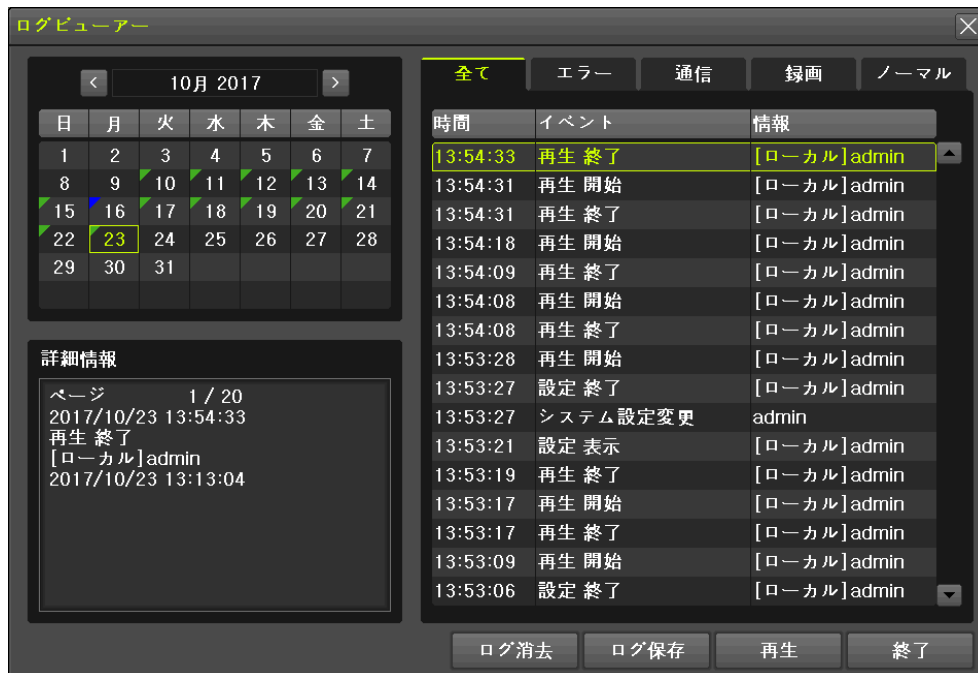 ログビューアー
< 10月 2017 >
日 月 火 水 木 金 土
1 2 3 4 5 6 7
8 9 10 11 12 13 14
15 16 17 18 19 20 21
22 23 24 25 26 27 28
29 30 31
詳細情報
ページ 1 / 20
2017/10/23 13:54:33
再生 終了
[ローカル]admin
2017/10/23 13:13:04
全て エラー 通信 録画 ノーマル
時間 イベント 情報
13:54:33 再生 終了 [ローカル]admin
13:54:31 再生 開始 [ローカル]admin
13:54:31 再生 終了 [ローカル]admin
13:54:18 再生 開始 [ローカル]admin
13:54:09 再生 終了 [ローカル]admin
13:54:08 再生 開始 [ローカル]admin
13:54:08 再生 終了 [ローカル]admin
13:53:28 再生 開始 [ローカル]admin
13:53:27 設定 終了 [ローカル]admin
13:53:27 システム設定変更 admin
13:53:21 設定 表示 [ローカル]admin
13:53:19 再生 終了 [ローカル]admin
13:53:17 再生 開始 [ローカル]admin
13:53:17 再生 終了 [ローカル]admin
13:53:09 再生 開始 [ローカル]admin
13:53:06 設定 終了 [ローカル]admin
ログ消去 ログ保存 再生 終了